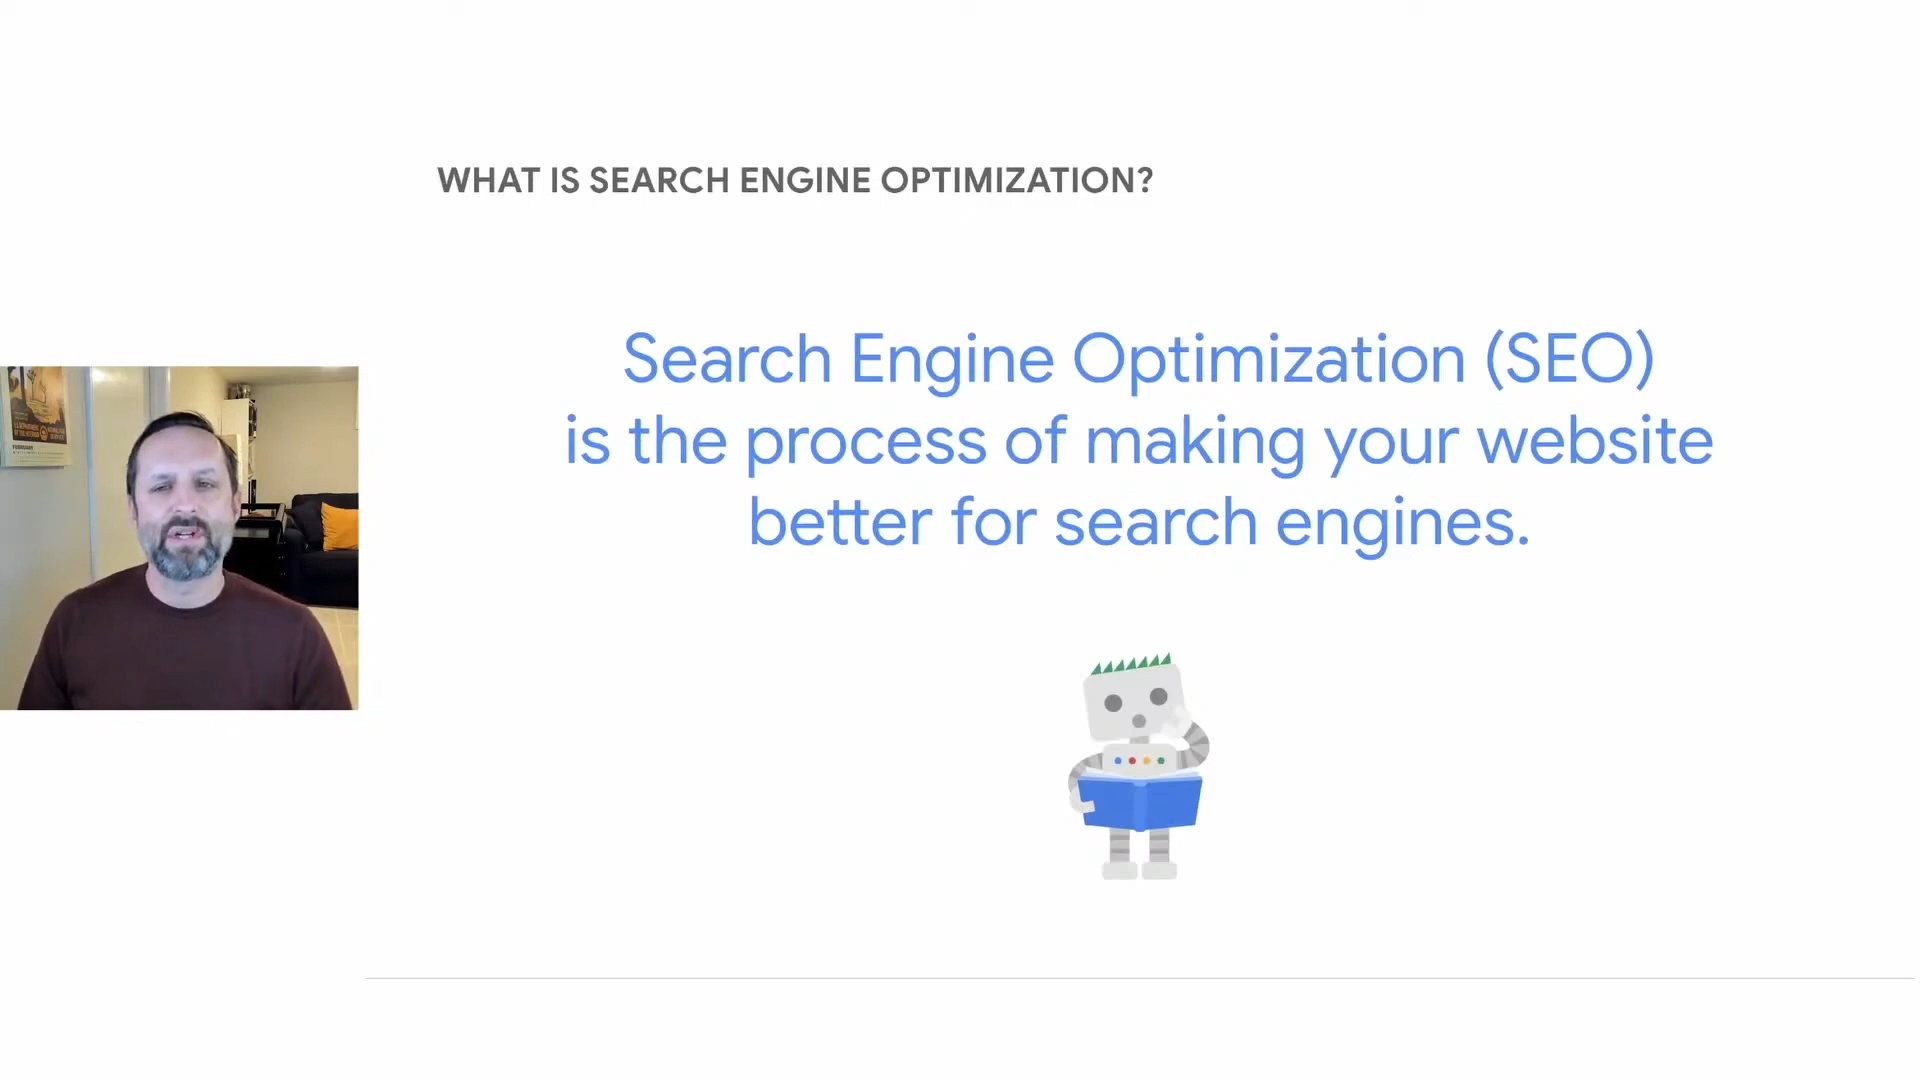 WHAT IS SEARCH ENGINE OPTIMIZATION?
Search Engine Optimization (SEO)
is the process of making your website
better for search engines.